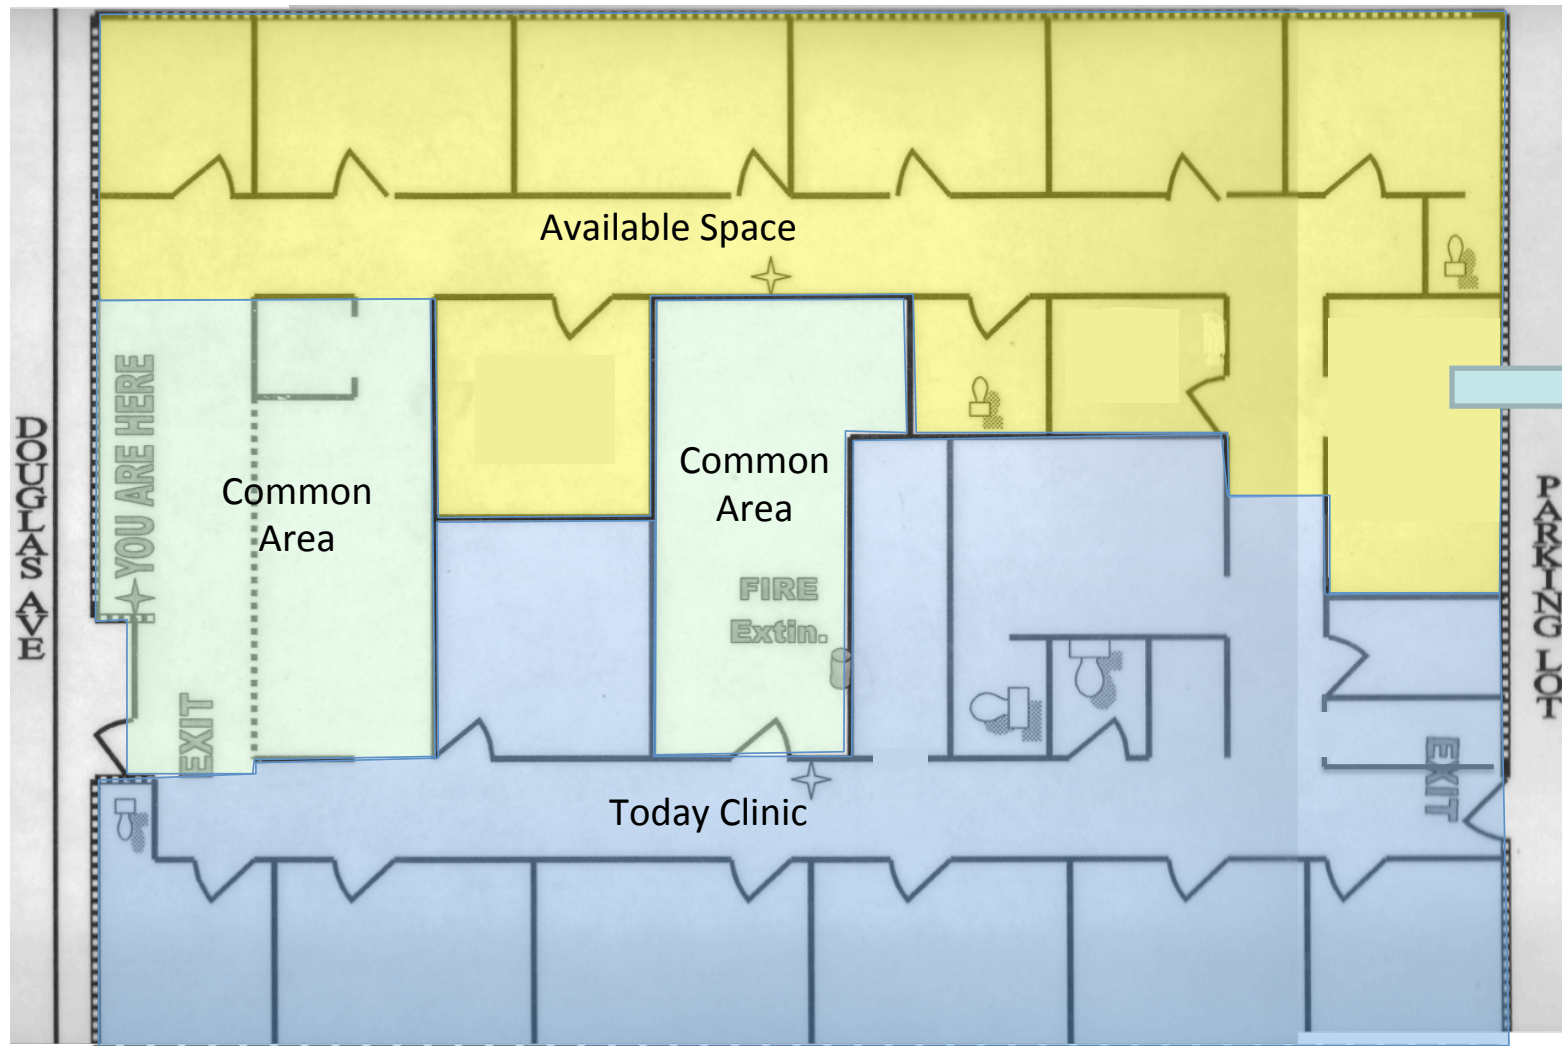 Available Space
DOUGLAS AVE
YOU ARE HERE
Common
Area
Common
Area
FIRE
Extin.
PARKING LOT
EXIT
EXIT
Today Clinic